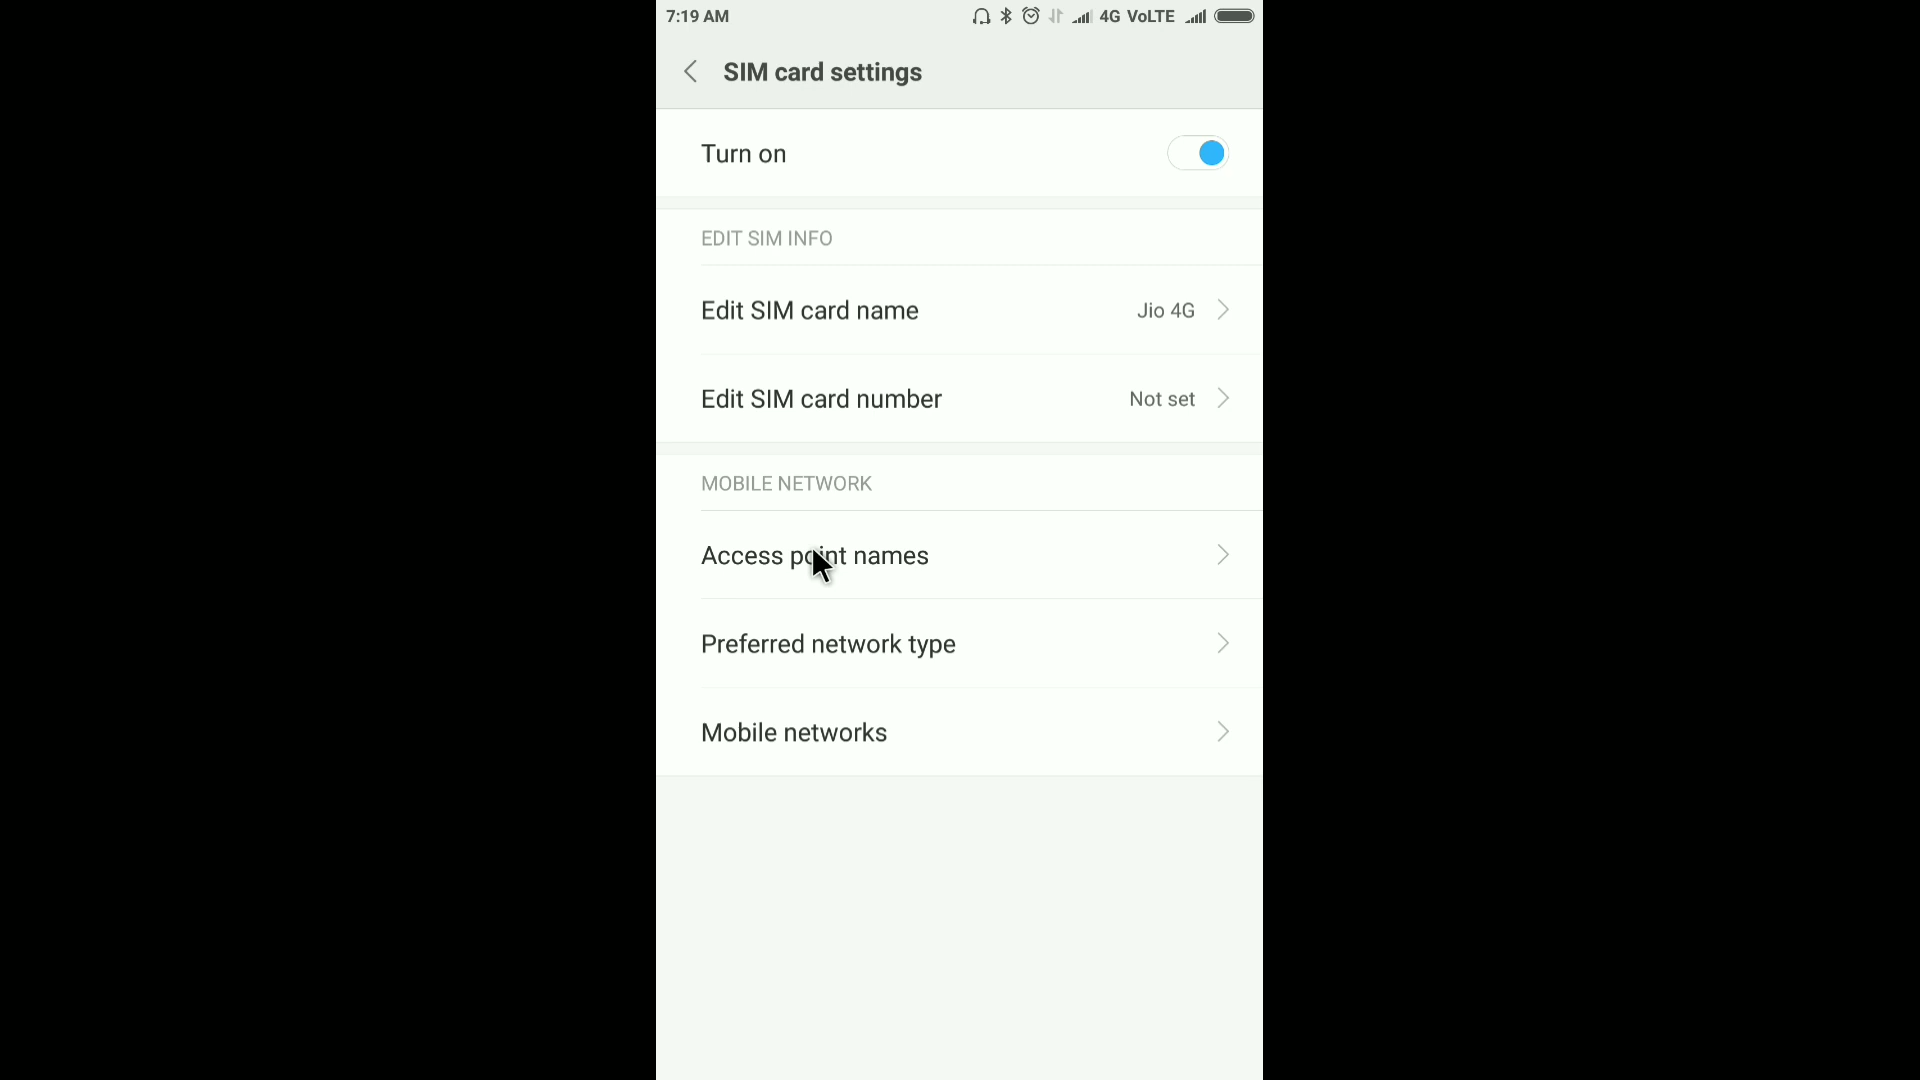 7:19 AM 4G VoLTE
SIM card settings
Turn on
EDIT SIM INFO
Edit SIM card name Jio 4G
Edit SIM card number Not set
MOBILE NETWORK
Access point names
Preferred network type
Mobile networks